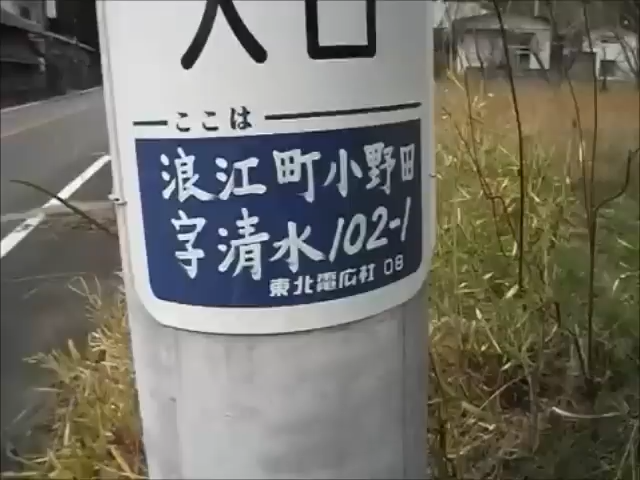 入口
ここは
浪江町小野田
字清水102-1
東北電広社 08